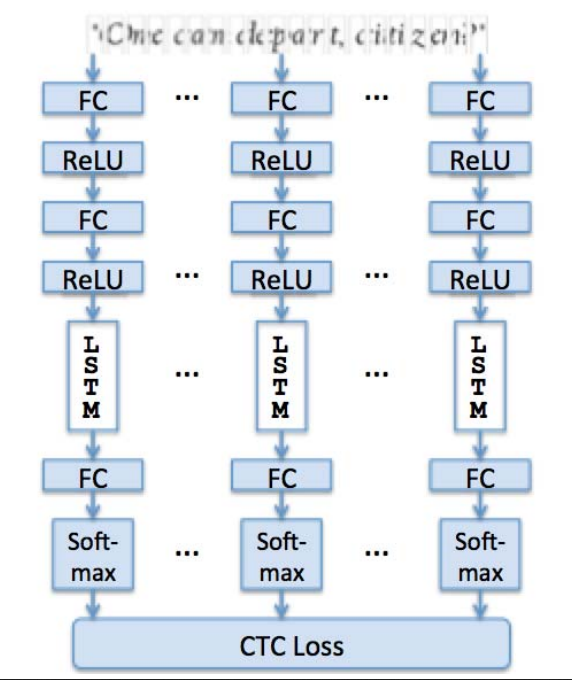 "One can depart, citizen!"
FC ... FC ... FC
ReLU ReLU ReLU
FC FC FC
ReLU ... ReLU ... ReLU
LSTM ... LSTM ... LSTM
FC FC FC
Soft-max ... Soft-max ... Soft-max
CTC Loss